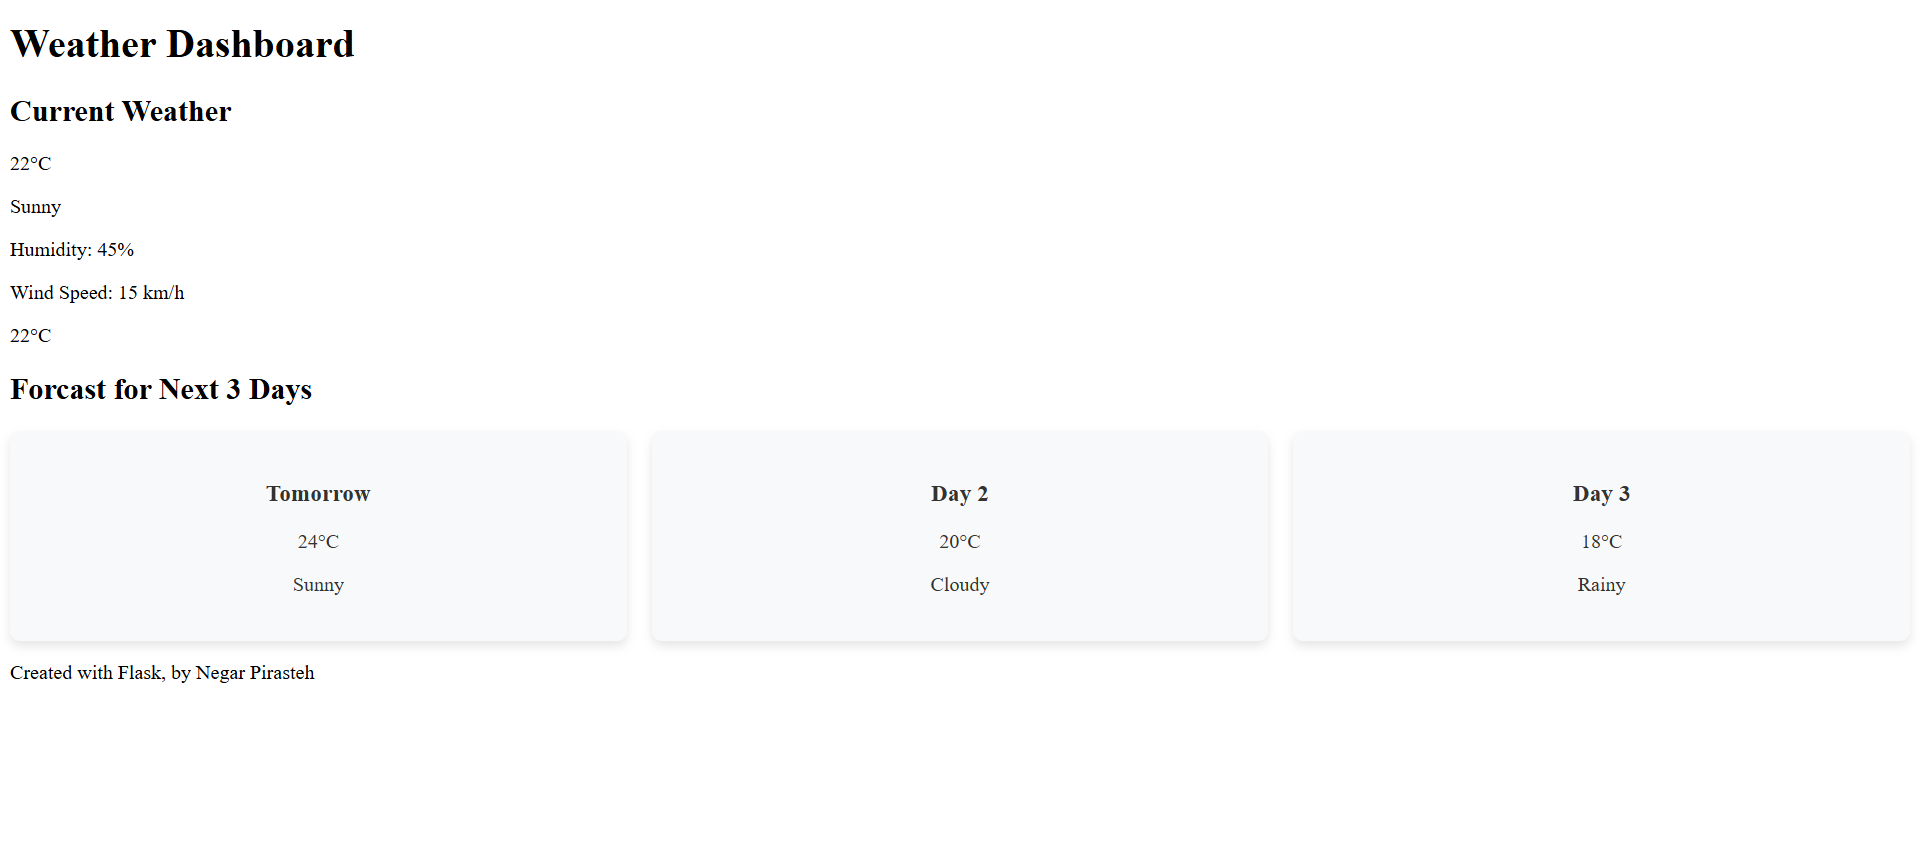 Weather Dashboard
Current Weather
22°C
Sunny
Humidity: 45%
Wind Speed: 15 km/h
22°C
Forcast for Next 3 Days
Tomorrow
24°C
Sunny
Day 2
20°C
Cloudy
Day 3
18°C
Rainy
Created with Flask, by Negar Pirasteh